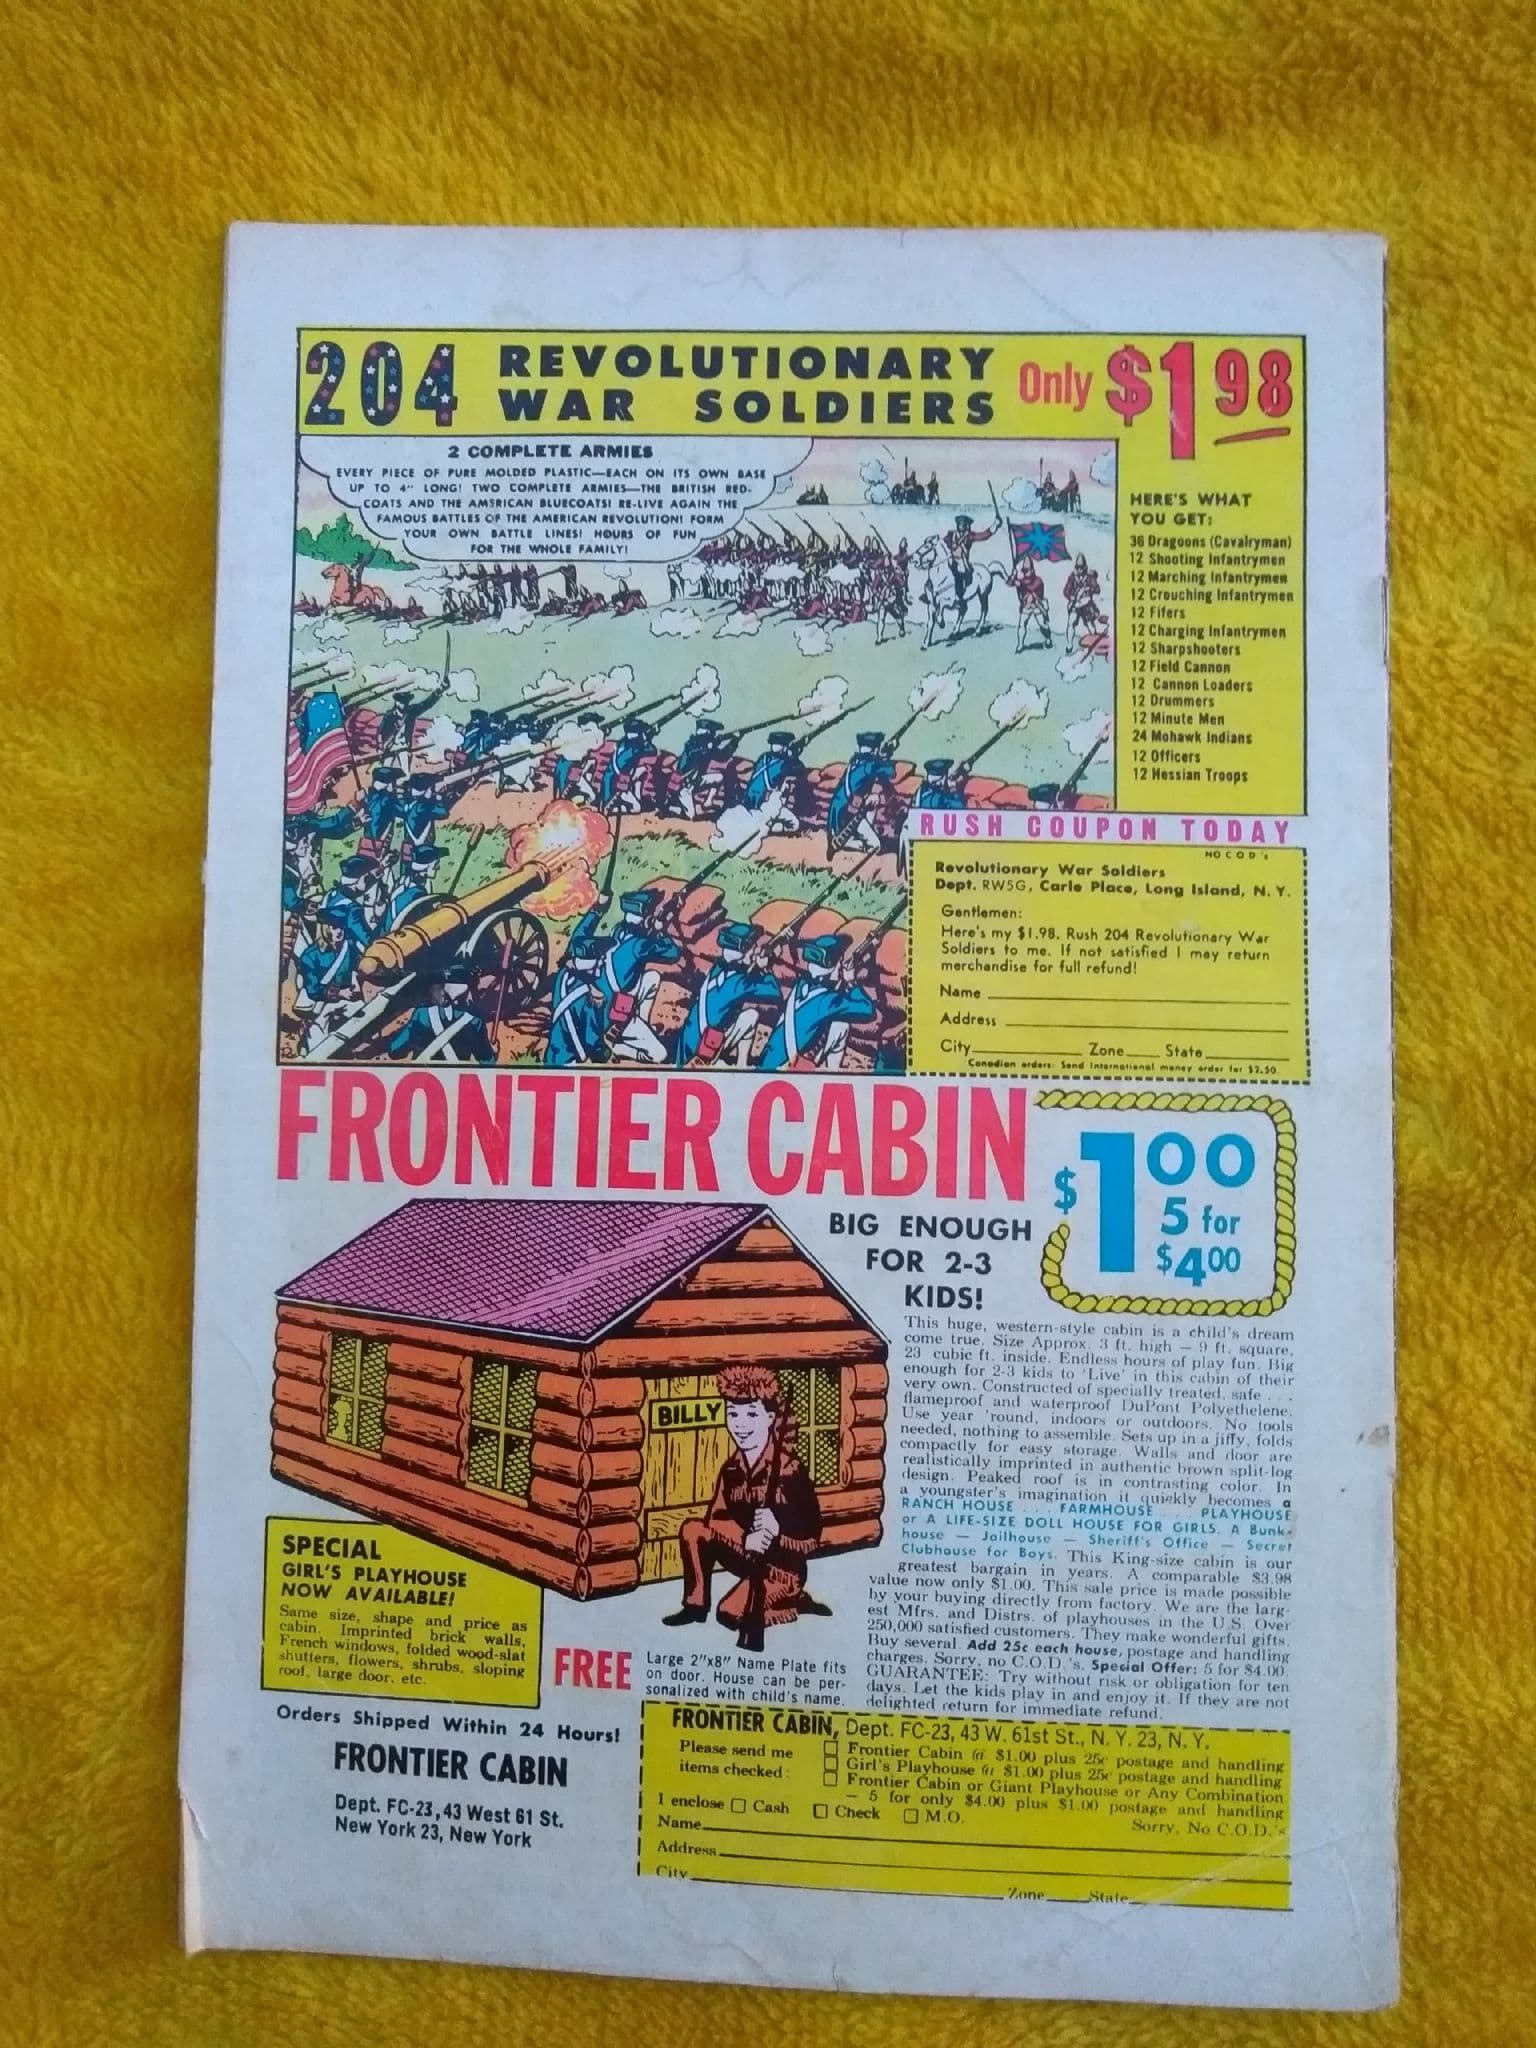 204 REVOLUTIONARY
WAR SOLDIERS
Only $1 98
2 COMPLETE ARMIES
EVERY PIECE OF PURE MOLDED PLASTIC—EACH ON ITS OWN BASE
UP TO 4" LONG! TWO COMPLETE ARMIES—THE BRITISH RED-
COATS AND THE AMERICAN BLUECOATS! RE-LIVE AGAIN THE
FAMOUS BATTLES OF THE AMERICAN REVOLUTION! FORM
YOUR OWN BATTLE LINES! HOURS OF FUN
FOR THE WHOLE FAMILY!
HERE'S WHAT
YOU GET:
36 Dragoons (Cavalryman)
12 Shooting Infantrymen
12 Marching Infantrymen
12 Crouching Infantrymen
12 Fifers
12 Charging Infantrymen
12 Sharpshooters
12 Field Cannon
12 Cannon Loaders
12 Drummers
12 Minute Men
24 Mohawk Indians
12 Officers
12 Hessian Troops
RUSH COUPON TODAY
NO C O D 's
Revolutionary War Soldiers
Dept. RW5G, Carle Place, Long Island, N. Y.
Gentlemen:
Here's my $1.98. Rush 204 Revolutionary War
Soldiers to me. If not satisfied I may return
merchandise for full refund!
Name
Address
City Zone State
Canadian orders: Send International money order for $2.50.
FRONTIER CABIN
$1 00
5 for
$4 00
BIG ENOUGH
FOR 2-3
KIDS!
BILLY
This huge, western-style cabin is a child's dream
come true. Size Approx. 3 ft. high — 9 ft. square,
23 cubic ft. inside. Endless hours of play fun. Big
enough for 2-3 kids to 'Live' in this cabin of their
very own. Constructed of specially treated, safe . . .
flameproof and waterproof DuPont Polyethelene.
Use year 'round, indoors or outdoors. No tools
needed, nothing to assemble. Sets up in a jiffy, folds
compactly for easy storage. Walls and door are
realistically imprinted in authentic brown split-log
design. Peaked roof is in contrasting color. In
a youngster's imagination it quickly becomes a
RANCH HOUSE . . . FARMHOUSE . . . PLAYHOUSE
or A LIFE-SIZE DOLL HOUSE FOR GIRLS. A Bunk-
house — Jailhouse — Sheriff's Office — Secret
Clubhouse for Boys. This King-size cabin is our
greatest bargain in years. A comparable $3.98
value now only $1.00. This sale price is made possible
by your buying directly from factory. We are the larg-
est Mfrs. and Distrs. of playhouses in the U.S. Over
250,000 satisfied customers. They make wonderful gifts.
Buy several. Add 25c each house, postage and handling
charges. Sorry, no C.O.D.'s. Special Offer: 5 for $4.00.
GUARANTEE: Try without risk or obligation for ten
days. Let the kids play in and enjoy it. If they are not
delighted return for immediate refund.
SPECIAL
GIRL'S PLAYHOUSE
NOW AVAILABLE!
Same size, shape and price as
cabin. Imprinted brick walls,
French windows, folded wood-slat
shutters, flowers, shrubs, sloping
roof, large door, etc.
FREE
Large 2"x8" Name Plate fits
on door. House can be per-
sonalized with child's name.
Orders Shipped Within 24 Hours!
FRONTIER CABIN
Dept. FC-23, 43 West 61 St.
New York 23, New York
FRONTIER CABIN, Dept. FC-23, 43 W. 61st St., N. Y. 23, N. Y.
Please send me
items checked:
Frontier Cabin @ $1.00 plus 25c postage and handling
Girl's Playhouse @ $1.00 plus 25c postage and handling
Frontier Cabin or Giant Playhouse or Any Combination
— 5 for only $4.00 plus $1.00 postage and handling
I enclose Cash Check M.O.
Sorry, No C.O.D.'s
Name
Address
City Zone State